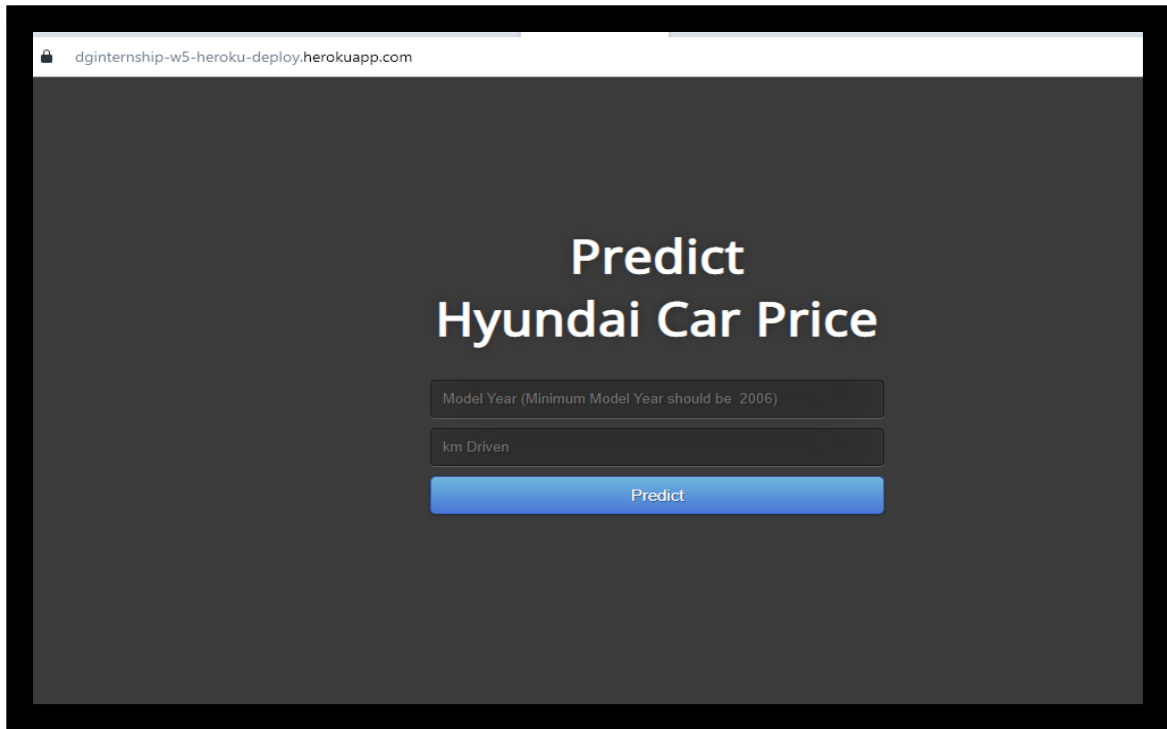 dginternship-w5-heroku-deploy.herokuapp.com
Predict
Hyundai Car Price
Model Year (Minimum Model Year should be  2006)
km Driven
Predict